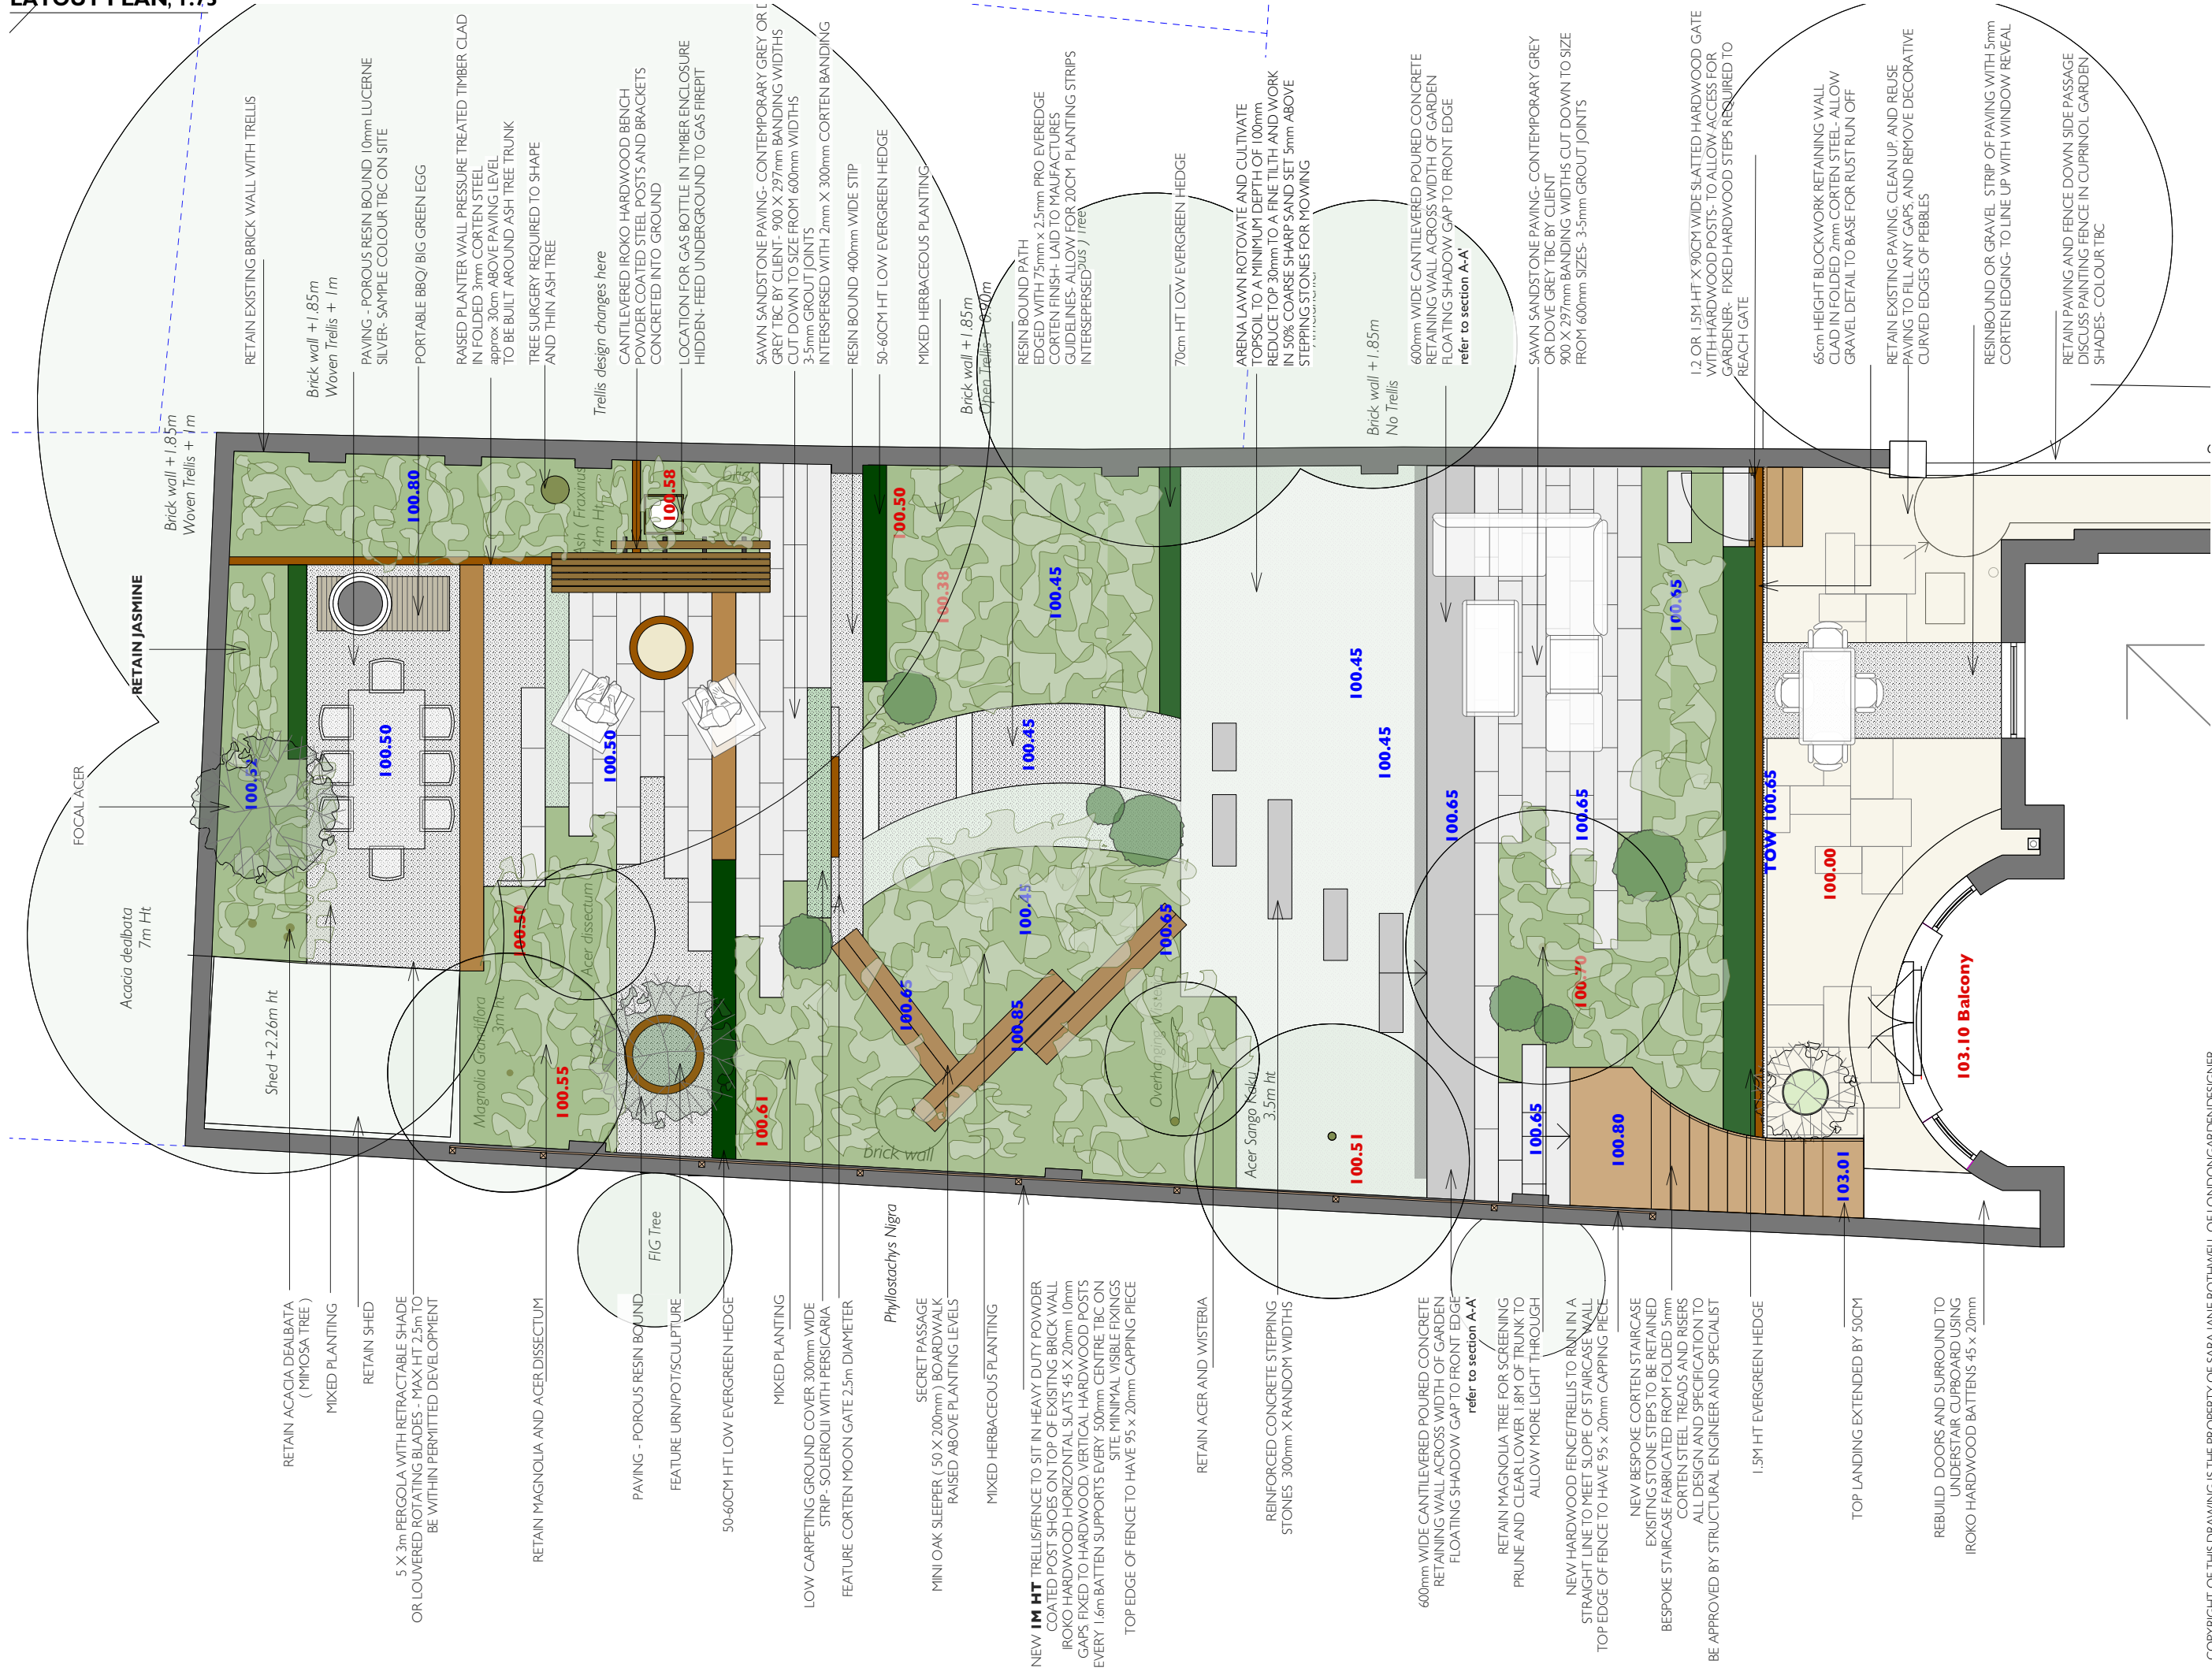 LAYOUT PLAN, 1:75
RETAIN EXISTING BRICK WALL WITH TRELLIS
Brick wall +1.85m
Woven Trellis + 1m
Brick wall +1.85m
Woven Trellis + 1m
PAVING - POROUS RESIN BOUND 10mm LUCERNE
SILVER- SAMPLE COLOUR TBC ON SITE
PORTABLE BBQ/ BIG GREEN EGG
RAISED PLANTER WALL PRESSURE TREATED TIMBER CLAD
IN FOLDED 3mm CORTEN STEEL
approx 30cm ABOVE PAVING LEVEL
TO BE BUILT AROUND ASH TREE TRUNK
TREE SURGERY REQUIRED TO SHAPE
AND THIN ASH TREE
Trellis design changes here
CANTILEVERED IROKO HARDWOOD BENCH
POWDER COATED STEEL POSTS AND BRACKETS
CONCRETED INTO GROUND
LOCATION FOR GAS BOTTLE IN TIMBER ENCLOSURE
HIDDEN- FEED UNDERGROUND TO GAS FIREPIT
SAWN SANDSTONE PAVING- CONTEMPORARY GREY OR
GREY TBC BY CLIENT- 900 X 297mm BANDING WIDTHS
CUT DOWN TO SIZE FROM 600mm WIDTHS
3-5mm GROUT JOINTS
INTERSPERSED WITH 2mm X 300mm CORTEN BANDING
RESIN BOUND 400mm WIDE STIP
50-60CM HT LOW EVERGREEN HEDGE
MIXED HERBACEOUS PLANTING
Brick wall +1.85m
Open Trellis + 0.90m
RESIN BOUND PATH
EDGED WITH 75mm x 2.5mm PRO EVEREDGE
CORTEN FINISH- LAID TO MAUFACTURES
GUIDELINES- ALLOW FOR 20CM PLANTING STRIPS
INTERSEPERSED
Tree
70cm HT LOW EVERGREEN HEDGE
ARENA LAWN ROTOVATE AND CULTIVATE
TOPSOIL TO A MINIMUM DEPTH OF 100mm
REDUCE TOP 30mm TO A FINE TILTH AND WORK
IN 50% COARSE SHARP SAND SET 5mm ABOVE
STEPPING STONES FOR MOWING
Brick wall +1.85m
No Trellis
600mm WIDE CANTILEVERED POURED CONCRETE
RETAINING WALL ACROSS WIDTH OF GARDEN
FLOATING SHADOW GAP TO FRONT EDGE
refer to section A-A'
SAWN SANDSTONE PAVING- CONTEMPORARY GREY
OR DOVE GREY TBC BY CLIENT
900 X 297mm BANDING WIDTHS CUT DOWN TO SIZE
FROM 600mm SIZES- 3-5mm GROUT JOINTS
1.2 OR 1.5M HT X 90CM WIDE SLATTED HARDWOOD GATE
WITH HARDWOOD POSTS- TO ALLOW ACCESS FOR
GARDENER- FIXED HARDWOOD STEPS REQUIRED TO
REACH GATE
65cm HEIGHT BLOCKWORK RETAINING WALL
CLAD IN FOLDED 2mm CORTEN STEEL- ALLOW
GRAVEL DETAIL TO BASE FOR RUST RUN OFF
RETAIN EXISTING PAVING, CLEAN UP, AND REUSE
PAVING TO FILL ANY GAPS, AND REMOVE DECORATIVE
CURVED EDGES OF PEBBLES
RESINBOUND OR GRAVEL STRIP OF PAVING WITH 5mm
CORTEN EDGING- TO LINE UP WITH WINDOW REVEAL
RETAIN PAVING AND FENCE DOWN SIDE PASSAGE
DISCUSS PAINTING FENCE IN CUPRINOL GARDEN
SHADES- COLOUR TBC
RETAIN JASMINE
FOCAL ACER
Acacia dealbata
7m Ht
Shed +2.26m ht
100.52
100.80
100.50
Ash ( Fraxinus
14m Ht
100.58
100.50
100.50
100.55
Magnolia Grandiflora
3m ht
Acer dissectum
100.61
100.50
100.38
100.45
100.45
100.45
100.65
100.85
100.65
Brick wall
Overhanging Wisteria
Acer Sango Kaku
3.5m ht
100.51
100.45
100.45
100.65
100.65
100.70
100.65
100.80
100.65
TOW 100.65
100.00
103.01
103.10 Balcony
FIG Tree
Phyllostachys Nigra
RETAIN ACACIA DEALBATA
( MIMOSA TREE )
MIXED PLANTING
RETAIN SHED
5 X 3m PERGOLA WITH RETRACTABLE SHADE
OR LOUVERED ROTATING BLADES - MAX HT 2.5m TO
BE WITHIN PERMITTED DEVELOPMENT
RETAIN MAGNOLIA AND ACER DISSECTUM
PAVING - POROUS RESIN BOUND
FEATURE URN/POT/SCULPTURE
50-60CM HT LOW EVERGREEN HEDGE
MIXED PLANTING
LOW CARPETING GROUND COVER 300mm WIDE
STRIP- SOLERIOLII WITH PERSICARIA
FEATURE CORTEN MOON GATE 2.5m DIAMETER
SECRET PASSAGE
MINI OAK SLEEPER ( 50 X 200mm ) BOARDWALK
RAISED ABOVE PLANTING LEVELS
MIXED HERBACEOUS PLANTING
NEW 1M HT TRELLIS/FENCE TO SIT IN HEAVY DUTY POWDER
COATED POST SHOES ON TOP OF EXISITNG BRICK WALL
IROKO HARDWOOD HORIZONTAL SLATS 45 X 20mm 10mm
GAPS, FIXED TO HARDWOOD, VERTICAL HARDWOOD POSTS
EVERY 1.6m BATTEN SUPPORTS EVERY 500mm CENTRE, TBC ON
SITE, MINIMAL VISIBLE FIXINGS
TOP EDGE OF FENCE TO HAVE 95 x 20mm CAPPING PIECE
RETAIN ACER AND WISTERIA
REINFORCED CONCRETE STEPPING
STONES 300mm X RANDOM WIDTHS
600mm WIDE CANTILEVERED POURED CONCRETE
RETAINING WALL ACROSS WIDTH OF GARDEN
FLOATING SHADOW GAP TO FRONT EDGE
refer to section A-A'
RETAIN MAGNOLIA TREE FOR SCREENING
PRUNE AND CLEAR LOWER 1.8M OF TRUNK TO
ALLOW MORE LIGHT THROUGH
NEW HARDWOOD FENCE/TRELLIS TO RUN IN A
STRAIGHT LINE TO MEET SLOPE OF STAIRCASE WALL
TOP EDGE OF FENCE TO HAVE 95 x 20mm CAPPING PIECE
NEW BESPOKE CORTEN STAIRCASE
EXISITING STONE STEPS TO BE RETAINED
BESPOKE STAIRCASE FABRICATED FROM FOLDED 5mm
CORTEN STEEL TREADS AND RISERS
ALL DESIGN AND SPECIFICATION TO
BE APPROVED BY STRUCTURAL ENGINEER AND SPECIALIST
1.5M HT EVERGREEN HEDGE
TOP LANDING EXTENDED BY 50CM
REBUILD DOORS AND SURROUND TO
UNDERSTAIR CUPBOARD USING
IROKO HARDWOOD BATTENS 45 x 20mm